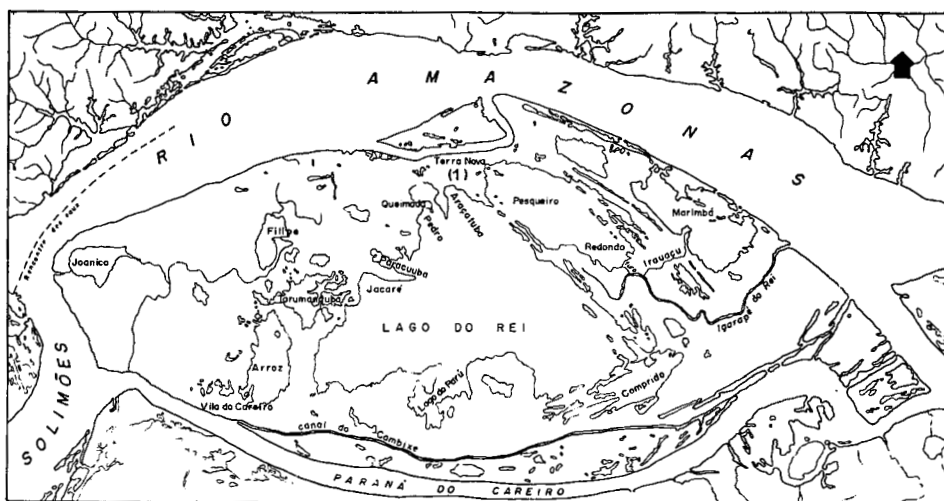 RIO AMAZONAS
Terra Nova
(1)
Queimado
Pedro
Araçatuba
Pesqueiro
Marimbá
Filipe
Redondo
Irauaçu
Joanico
Paracuuba
Jacaré
Igarapé do Rei
LAGO DO REI
SOLIMÕES
Arroz
Lago do Parú
Comprido
Vila do Careiro
canal do Cambixe
PARANÁ DO CAREIRO